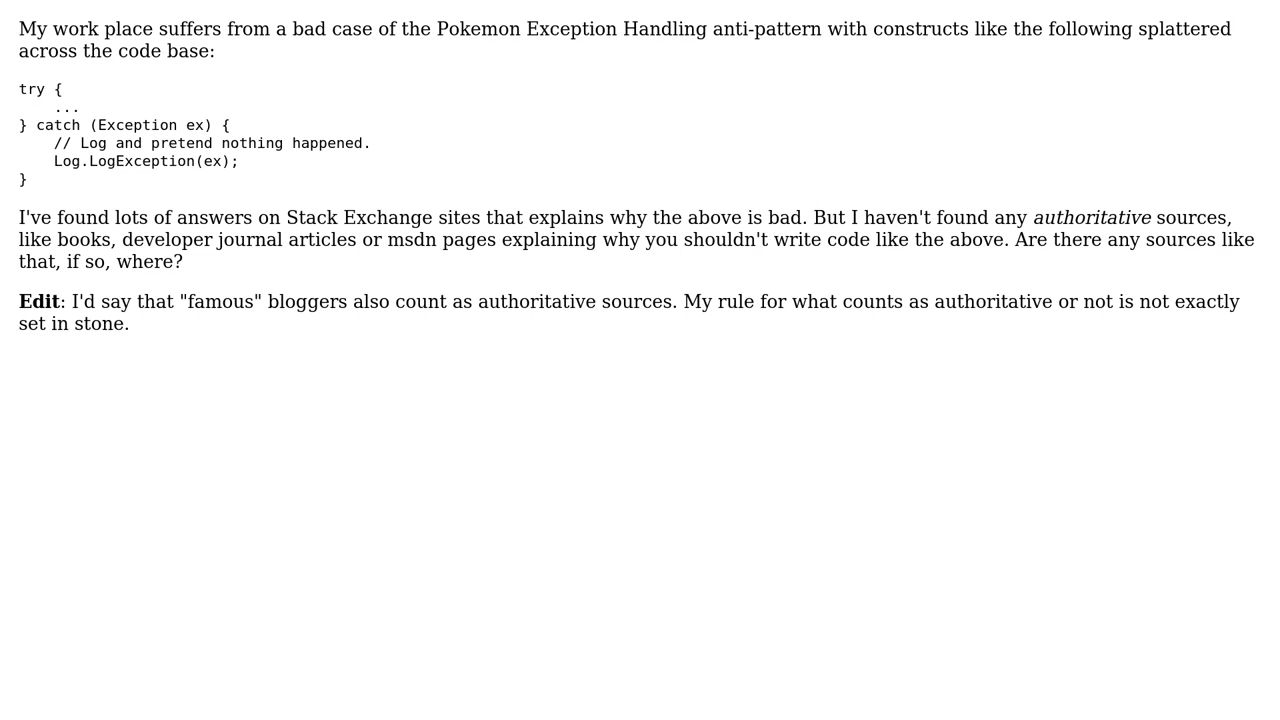 My work place suffers from a bad case of the Pokemon Exception Handling anti-pattern with constructs like the following splattered
across the code base:
try {
    ...
} catch (Exception ex) {
    // Log and pretend nothing happened.
    Log.LogException(ex);
}
I've found lots of answers on Stack Exchange sites that explains why the above is bad. But I haven't found any authoritative sources,
like books, developer journal articles or msdn pages explaining why you shouldn't write code like the above. Are there any sources like
that, if so, where?
Edit: I'd say that "famous" bloggers also count as authoritative sources. My rule for what counts as authoritative or not is not exactly
set in stone.